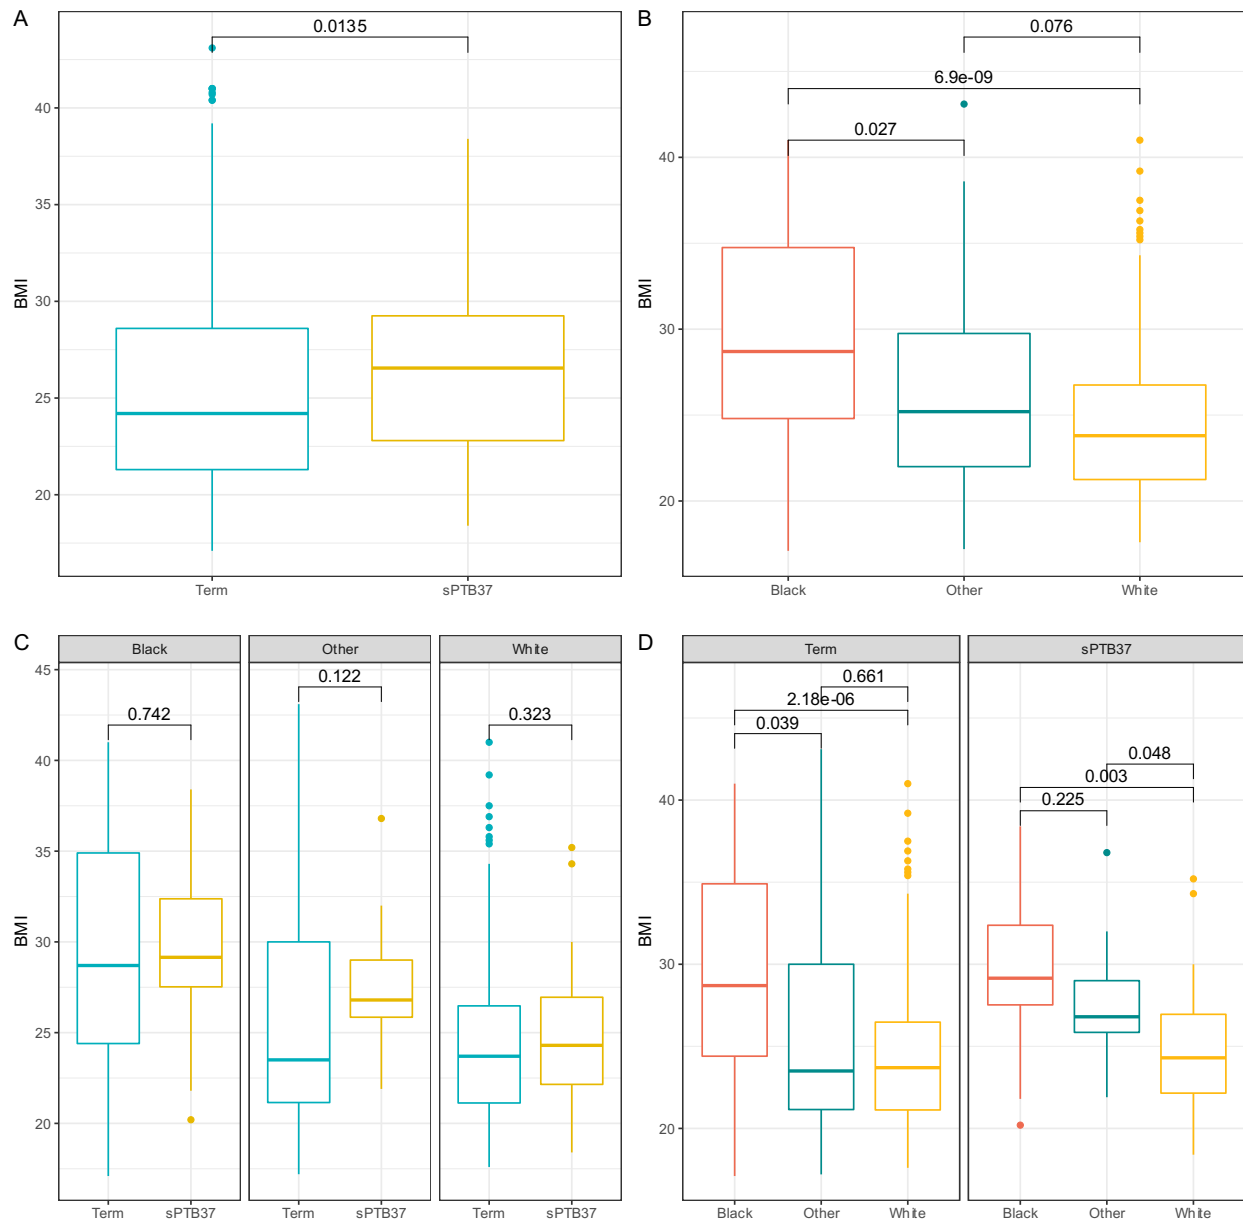 A
0.0135
40
35
30
25
20
BMI
Term
sPTB37
B
0.076
6.9e-09
0.027
40
30
20
BMI
Black
Other
White
C
Black
Other
White
0.122
0.742
0.323
45
40
35
30
25
20
BMI
Term
sPTB37
Term
sPTB37
Term
sPTB37
D
Term
sPTB37
0.661
2.18e-06
0.039
0.048
0.003
0.225
40
30
20
BMI
Black
Other
White
Black
Other
White